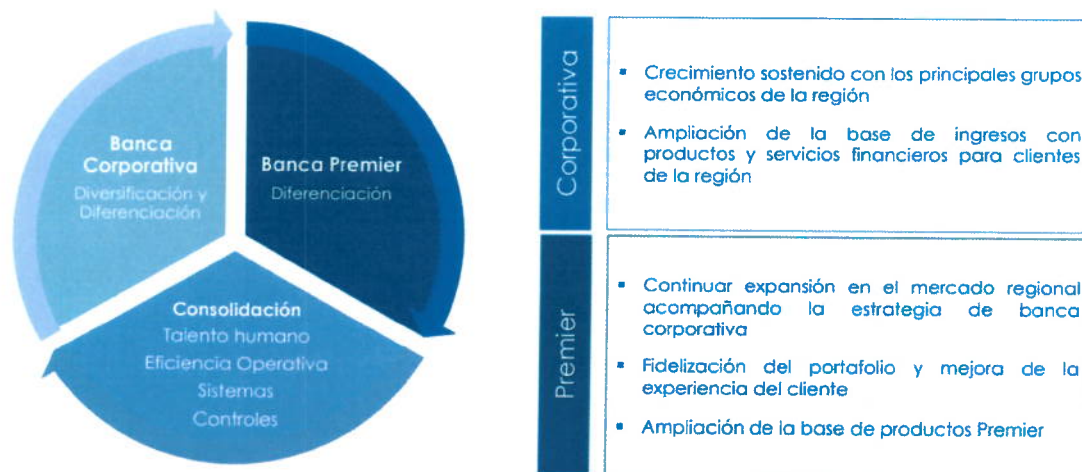 Banca
Corporativa
Diversificación y
Diferenciación
Banca Premier
Diferenciación
Consolidación
Talento humano
Eficiencia Operativa
Sistemas
Controles
Corporativa
▪ Crecimiento sostenido con los principales grupos
económicos de la región
▪ Ampliación de la base de ingresos con
productos y servicios financieros para clientes
de la región
Premier
▪ Continuar expansión en el mercado regional
acompañando la estrategia de banca
corporativa
▪ Fidelización del portafolio y mejora de la
experiencia del cliente
▪ Ampliación de la base de productos Premier